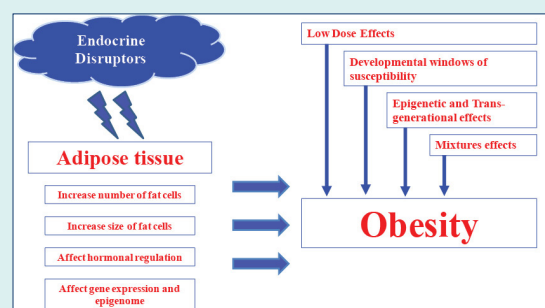 Endocrine
Disruptors
Adipose tissue
Increase number of fat cells
Increase size of fat cells
Affect hormonal regulation
Affect gene expression and
epigenome
Low Dose Effects
Developmental windows of
susceptibility
Epigenetic and Trans-
generational effects
Mixtures effects
Obesity